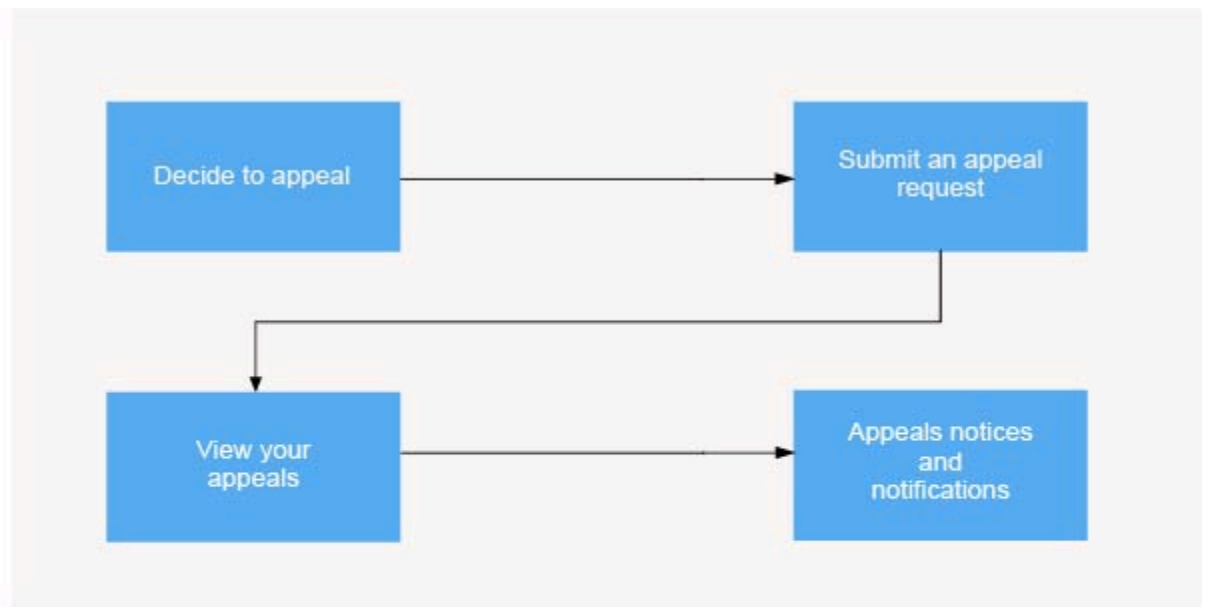 Decide to appeal
Submit an appeal
request
View your
appeals
Appeals notices
and
notifications